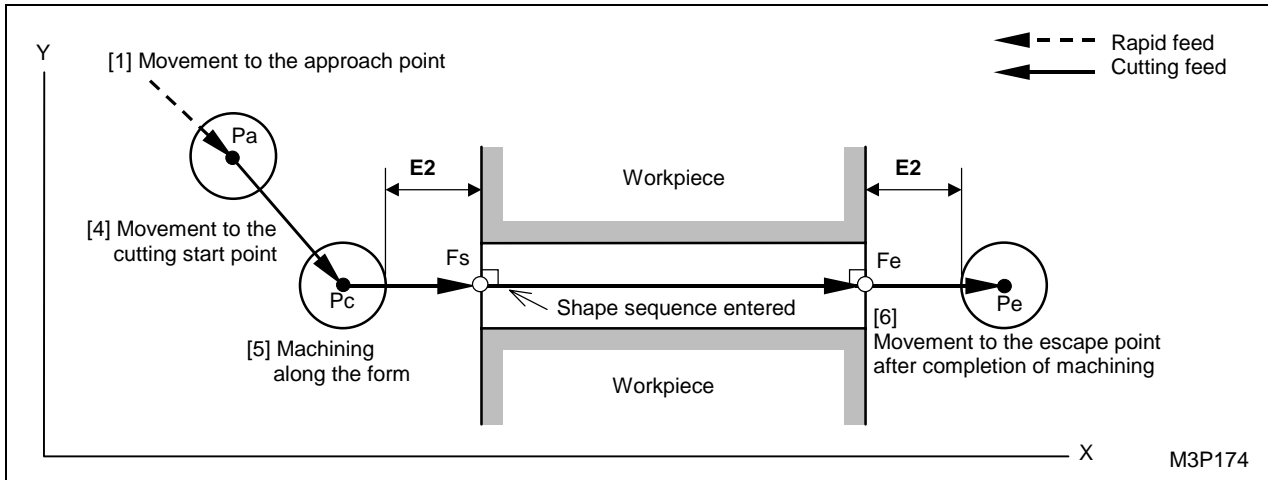 Y
[1] Movement to the approach point
Rapid feed
Cutting feed
Pa
E2
Workpiece
E2
[4] Movement to the
cutting start point
Fs
Fe
Pc
Shape sequence entered
Pe
[5] Machining
along the form
[6]
Movement to the escape point
after completion of machining
Workpiece
X
M3P174